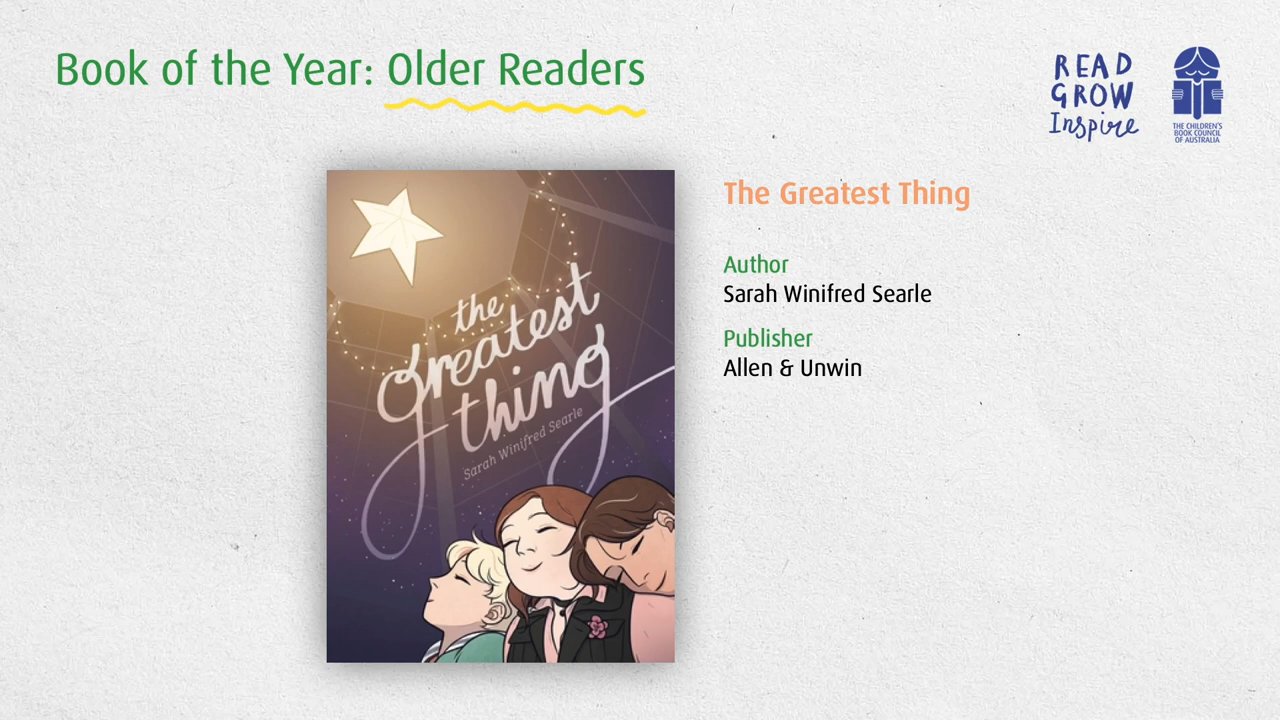 Book of the Year: Older Readers
READ
GROW
Inspire
THE CHILDREN'S
BOOK COUNCIL
OF AUSTRALIA
the
greatest
thing
Sarah Winifred Searle
The Greatest Thing
Author
Sarah Winifred Searle
Publisher
Allen & Unwin